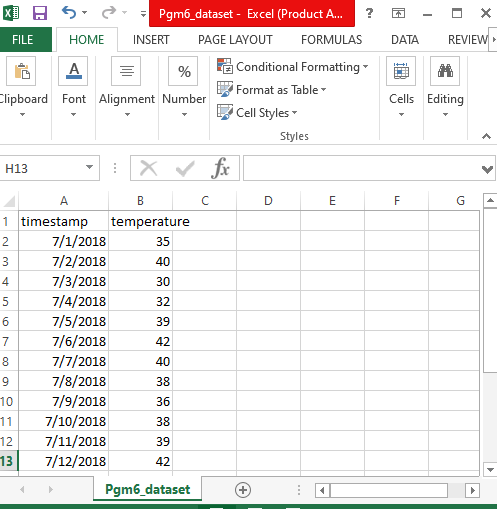 Pgm6_dataset - Excel (Product A... ?
FILE HOME INSERT PAGE LAYOUT FORMULAS DATA REVIEW
Clipboard Font Alignment Number Conditional Formatting Format as Table Cell Styles Cells Editing
Styles
H13 fx
A B C D E F G
1 timestamp temperature
2 7/1/2018 35
3 7/2/2018 40
4 7/3/2018 30
5 7/4/2018 32
6 7/5/2018 39
7 7/6/2018 42
8 7/7/2018 40
9 7/8/2018 38
10 7/9/2018 36
11 7/10/2018 38
12 7/11/2018 39
13 7/12/2018 42
Pgm6_dataset